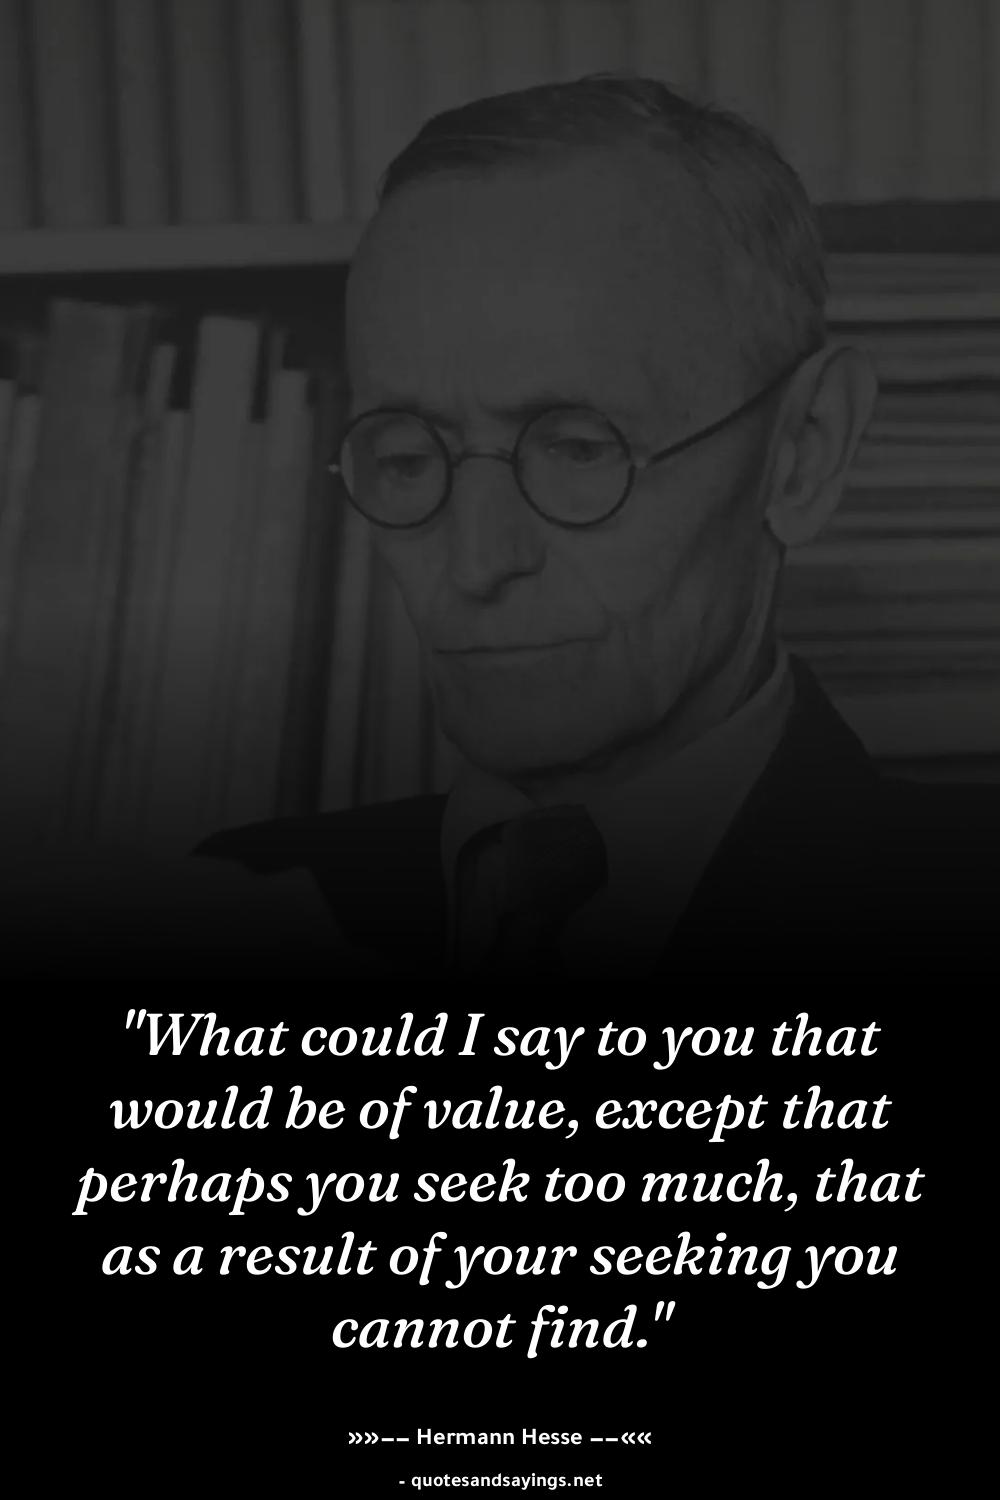 "What could I say to you that
would be of value, except that
perhaps you seek too much, that
as a result of your seeking you
cannot find."
»»–– Hermann Hesse ––««
- quotesandsayings.net